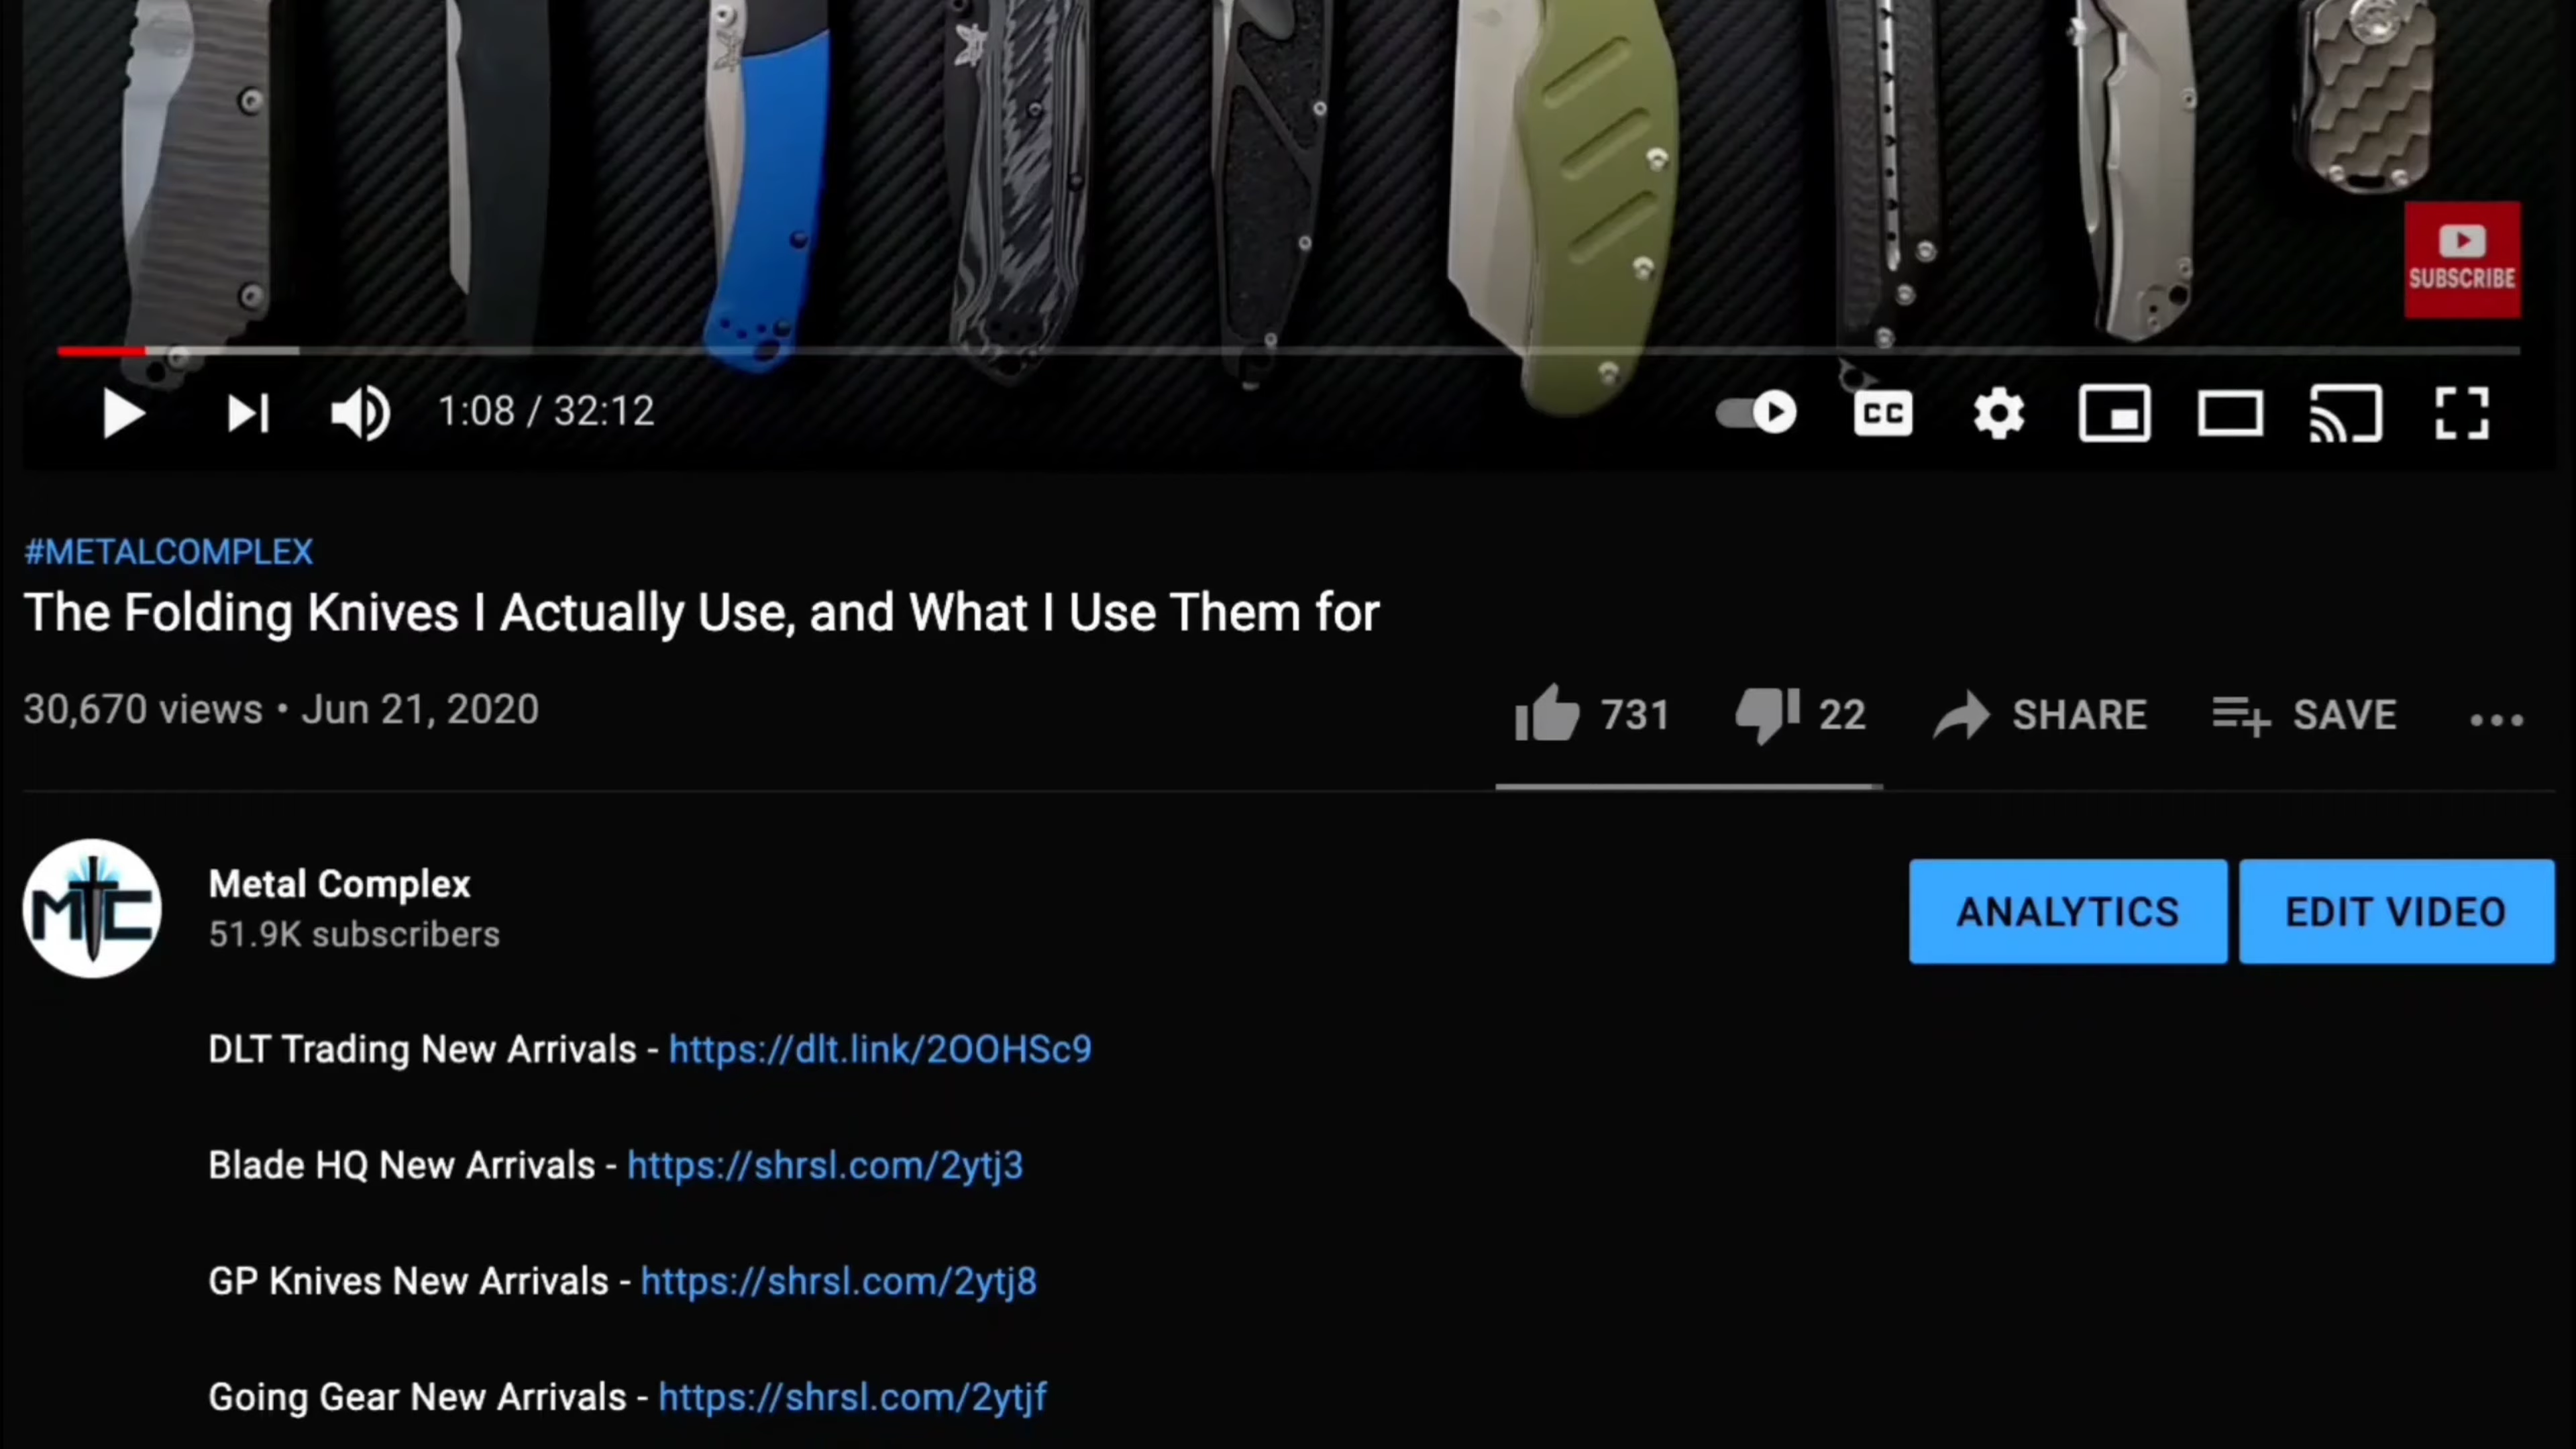 SUBSCRIBE
1:08 / 32:12
CC
#METALCOMPLEX
The Folding Knives I Actually Use, and What I Use Them for
30,670 views • Jun 21, 2020
731 22 SHARE SAVE
MTC
Metal Complex
51.9K subscribers
ANALYTICS EDIT VIDEO
DLT Trading New Arrivals - https://dlt.link/2OOHSc9
Blade HQ New Arrivals - https://shrsl.com/2ytj3
GP Knives New Arrivals - https://shrsl.com/2ytj8
Going Gear New Arrivals - https://shrsl.com/2ytjf